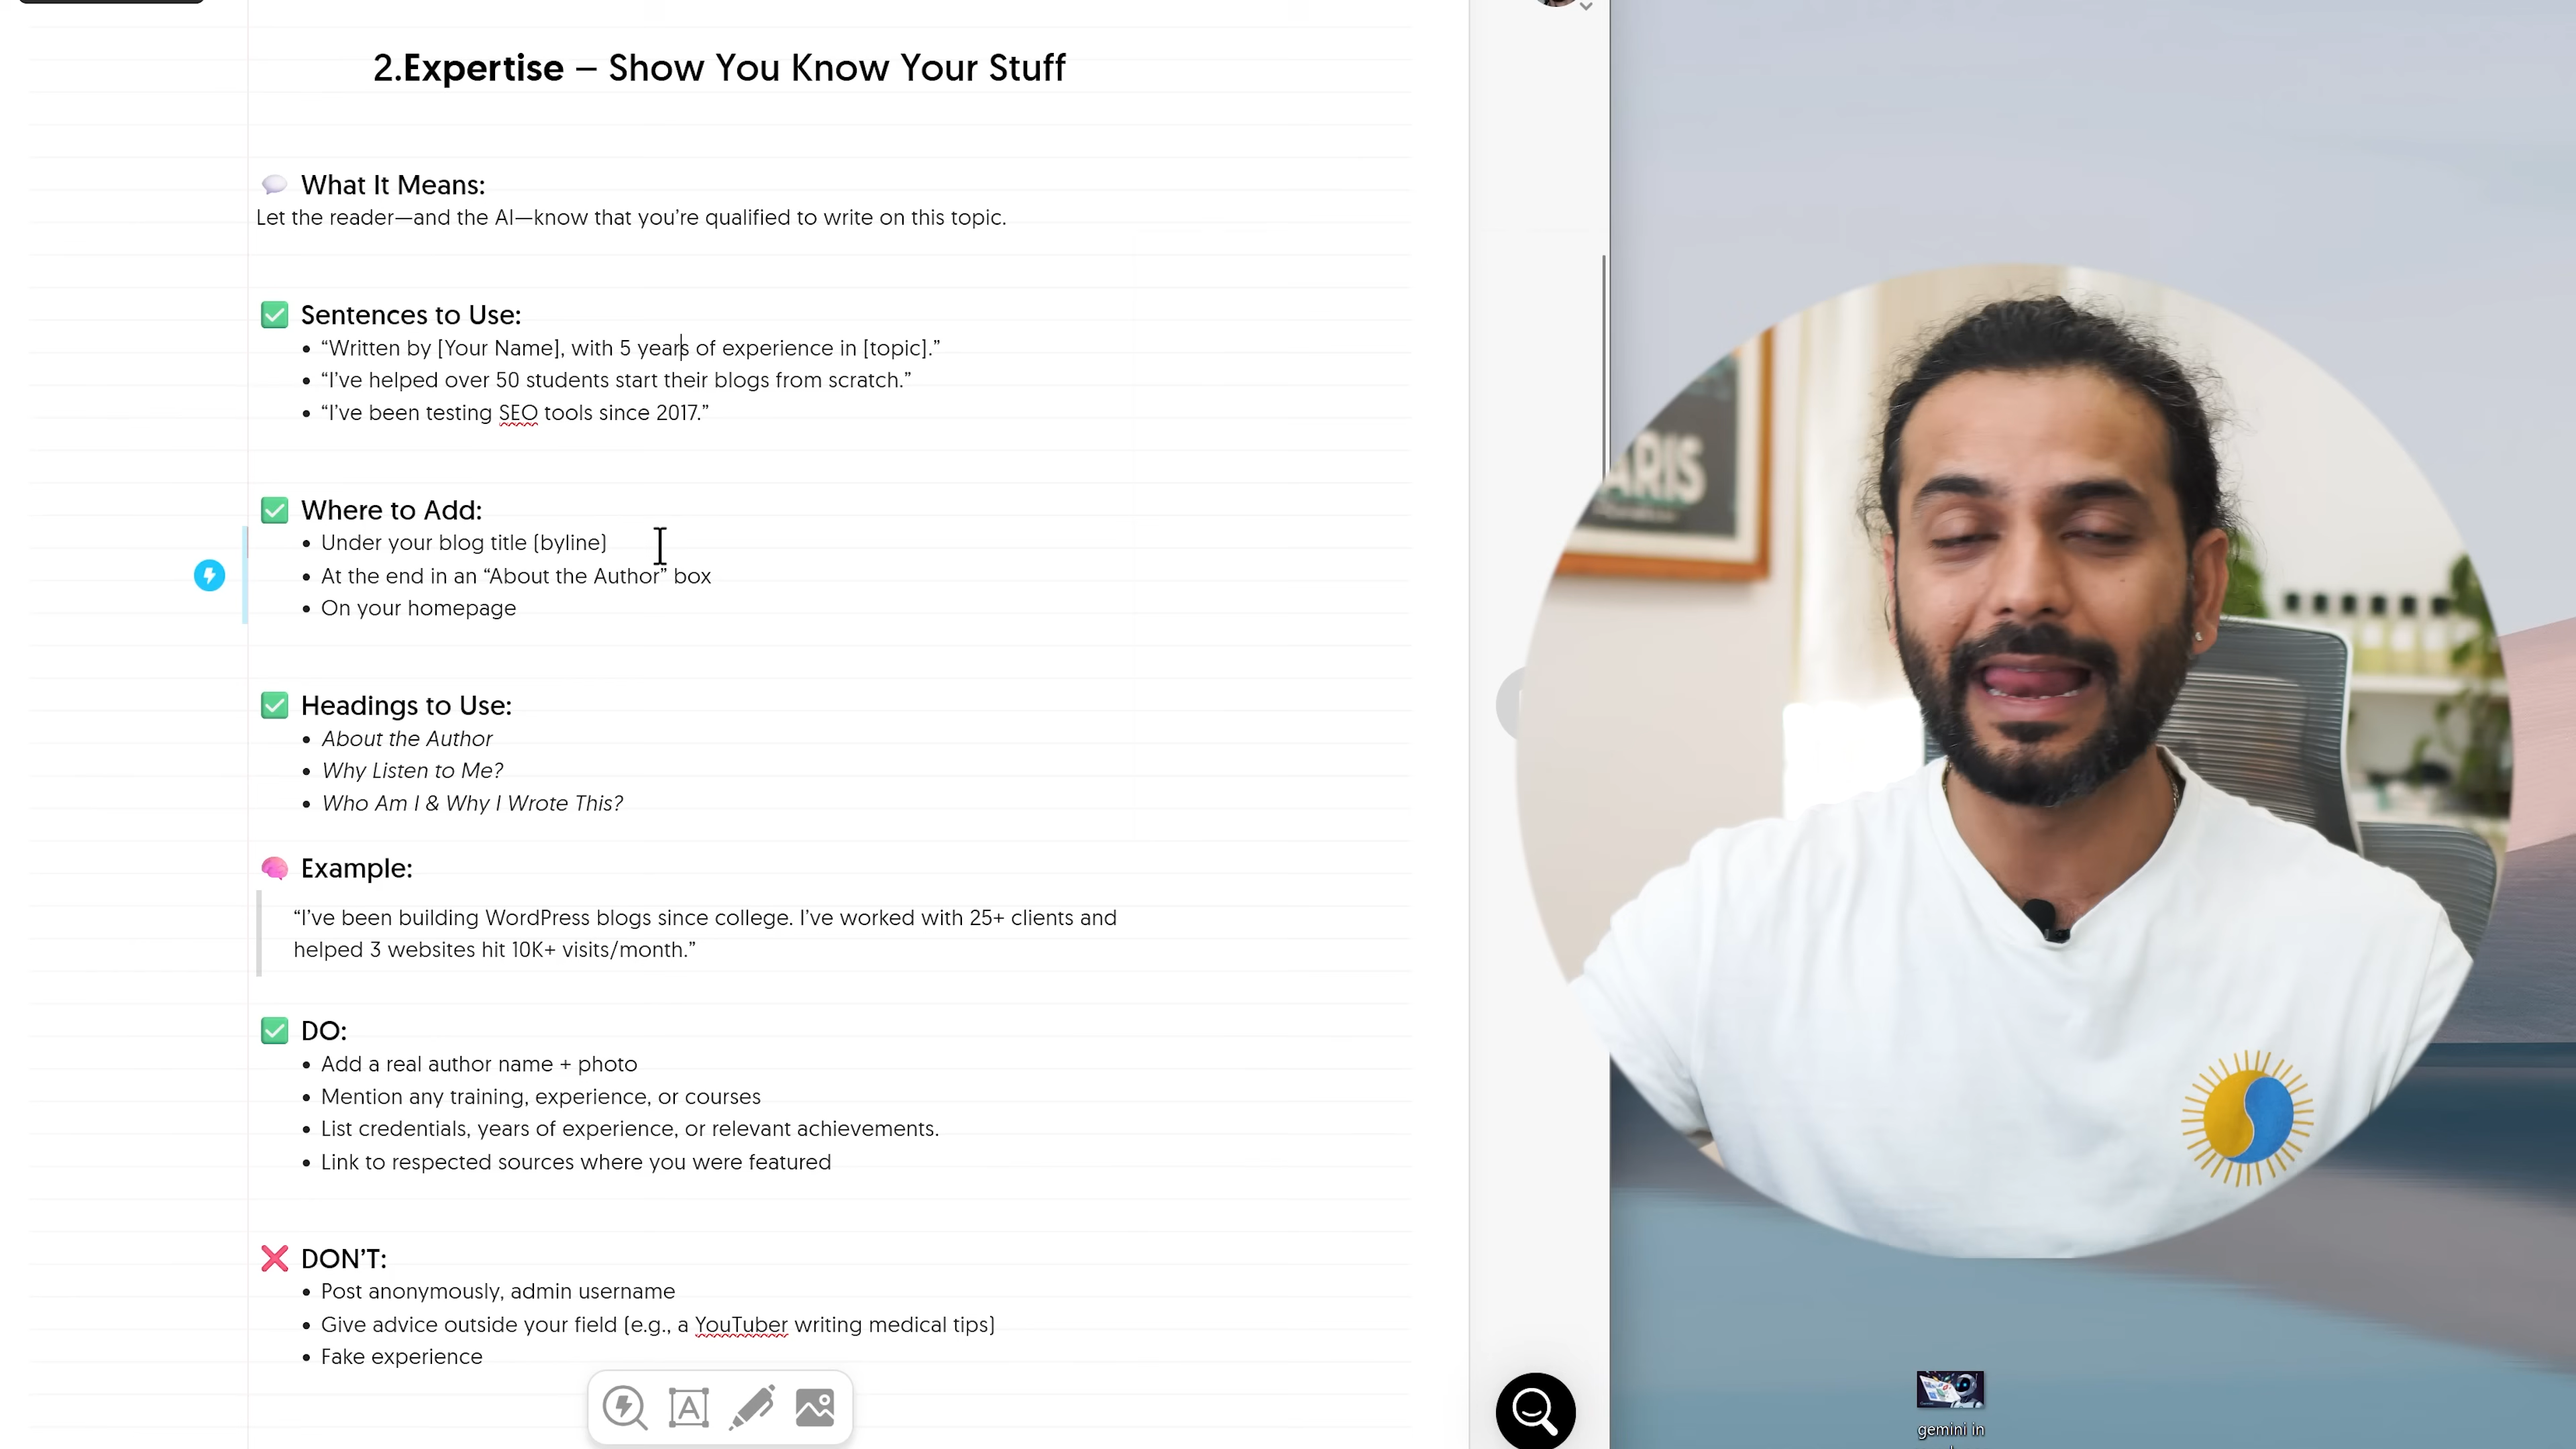 2.Expertise – Show You Know Your Stuff
💬 What It Means:
Let the reader—and the AI—know that you’re qualified to write on this topic.
✅ Sentences to Use:
• “Written by [Your Name], with 5 years of experience in [topic].”
• “I’ve helped over 50 students start their blogs from scratch.”
• “I’ve been testing SEO tools since 2017.”
✅ Where to Add:
• Under your blog title (byline)
• At the end in an “About the Author” box
• On your homepage
✅ Headings to Use:
• About the Author
• Why Listen to Me?
• Who Am I & Why I Wrote This?
🧠 Example:
“I’ve been building WordPress blogs since college. I’ve worked with 25+ clients and
helped 3 websites hit 10K+ visits/month.”
✅ DO:
• Add a real author name + photo
• Mention any training, experience, or courses
• List credentials, years of experience, or relevant achievements.
• Link to respected sources where you were featured
❌ DON’T:
• Post anonymously, admin username
• Give advice outside your field (e.g., a YouTuber writing medical tips)
• Fake experience
A
ARIS
gemini in